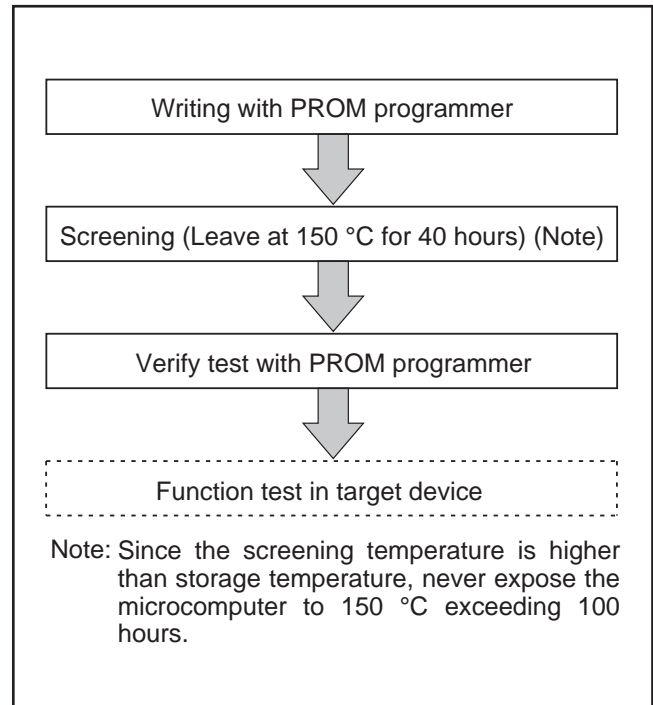 Writing with PROM programmer
Screening (Leave at 150 °C for 40 hours) (Note)
Verify test with PROM programmer
Function test in target device
Note: Since the screening temperature is higher
than storage temperature, never expose the
microcomputer to 150 °C exceeding 100
hours.